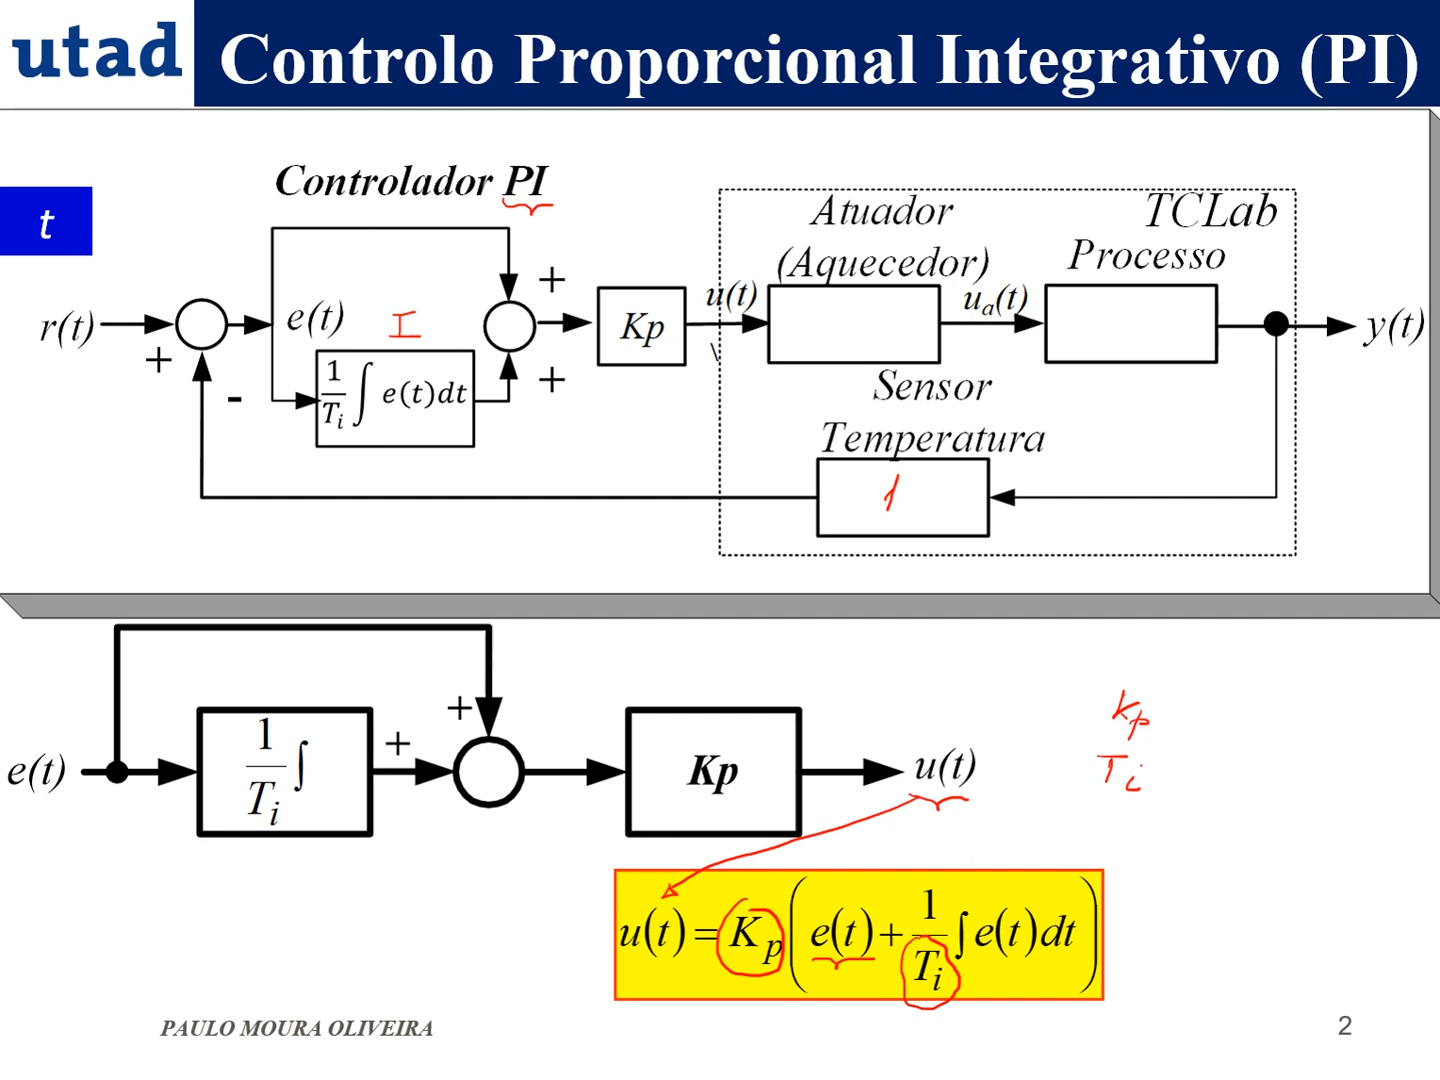 utad
Controlo Proporcional Integrativo (PI)
t
Controlador PI
TCLab
Atuador
(Aquecedor)
Processo
r(t)
+
-
e(t)
I
1/T_i ∫ e(t)dt
+
+
Kp
u(t)
u_a(t)
y(t)
Sensor
Temperatura
1
e(t)
1/T_i ∫
+
+
Kp
u(t)
Kp
Ti
u(t) = K_p ( e(t) + 1/T_i ∫ e(t) dt )
PAULO MOURA OLIVEIRA
2